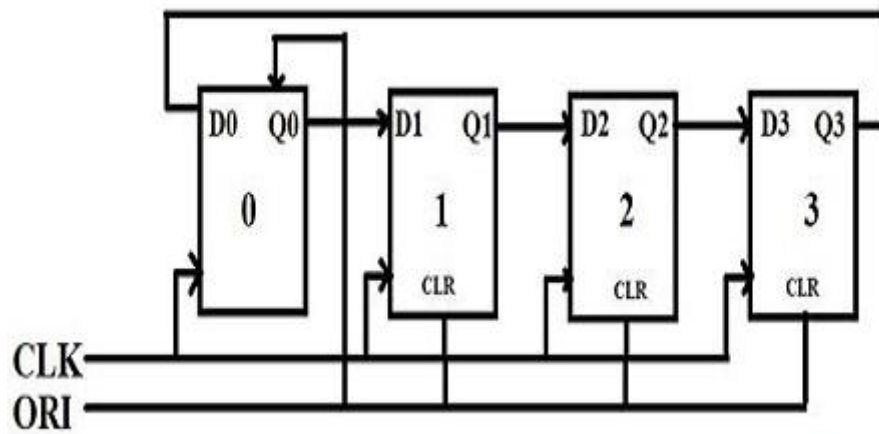 D0 Q0 D1 Q1 D2 Q2 D3 Q3
0 1 2 3
CLR CLR CLR
CLK
ORI